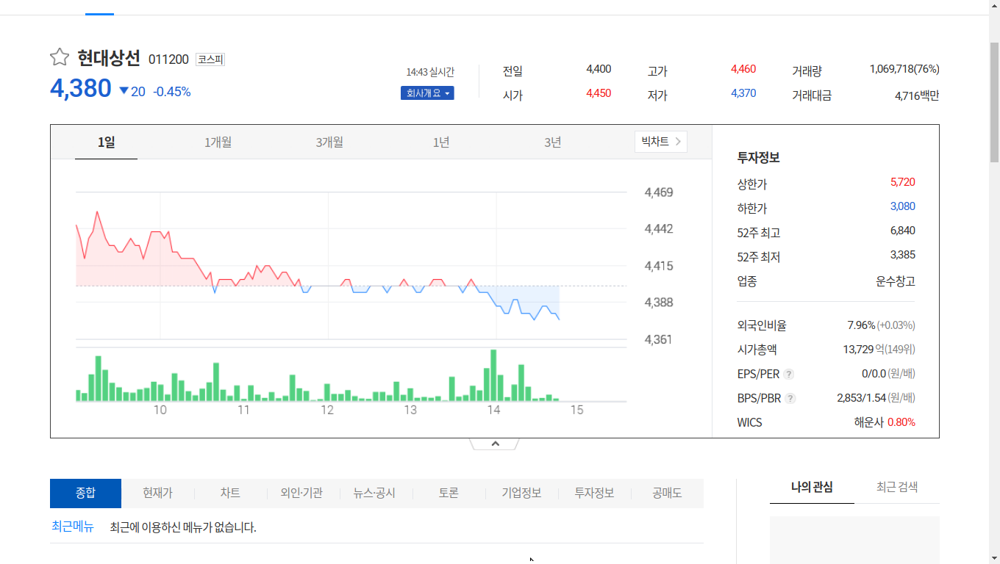 현대상선 011200 코스피
4,380 ▼20 -0.45%
14:43 실시간
회사개요
전일 4,400 고가 4,460 거래량 1,069,718(76%)
시가 4,450 저가 4,370 거래대금 4,716백만
1일 1개월 3개월 1년 3년 빅차트
4,469
4,442
4,415
4,388
4,361
10 11 12 13 14 15
투자정보
상한가 5,720
하한가 3,080
52주 최고 6,840
52주 최저 3,385
업종 운수창고
외국인비율 7.96%(+0.03%)
시가총액 13,729억(149위)
EPS/PER ? 0/0.0(원/배)
BPS/PBR ? 2,853/1.54(원/배)
WICS 해운사 0.80%
종합 현재가 차트 외인·기관 뉴스·공시 토론 기업정보 투자정보 공매도
최근메뉴 최근에 이용하신 메뉴가 없습니다.
나의 관심 최근 검색